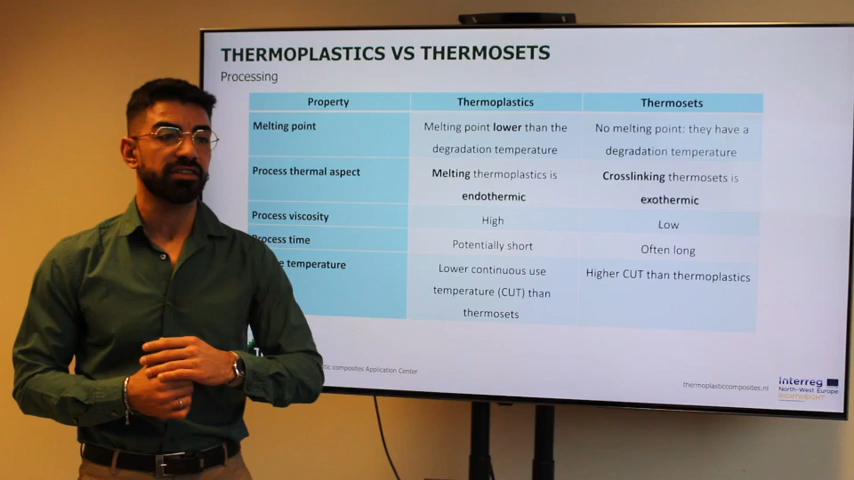 THERMOPLASTICS VS THERMOSETS
Processing
Property
Thermoplastics
Thermosets
Melting point
Melting point lower than the
degradation temperature
No melting point: they have a
degradation temperature
Process thermal aspect
Melting thermoplastics is
endothermic
Crosslinking thermosets is
exothermic
Process viscosity
High
Low
Process time
Potentially short
Often long
temperature
Lower continuous use
temperature (CUT) than
thermosets
Higher CUT than thermoplastics
composites Application Center
thermoplasticcomposites.nl
Interreg
North-West Europe